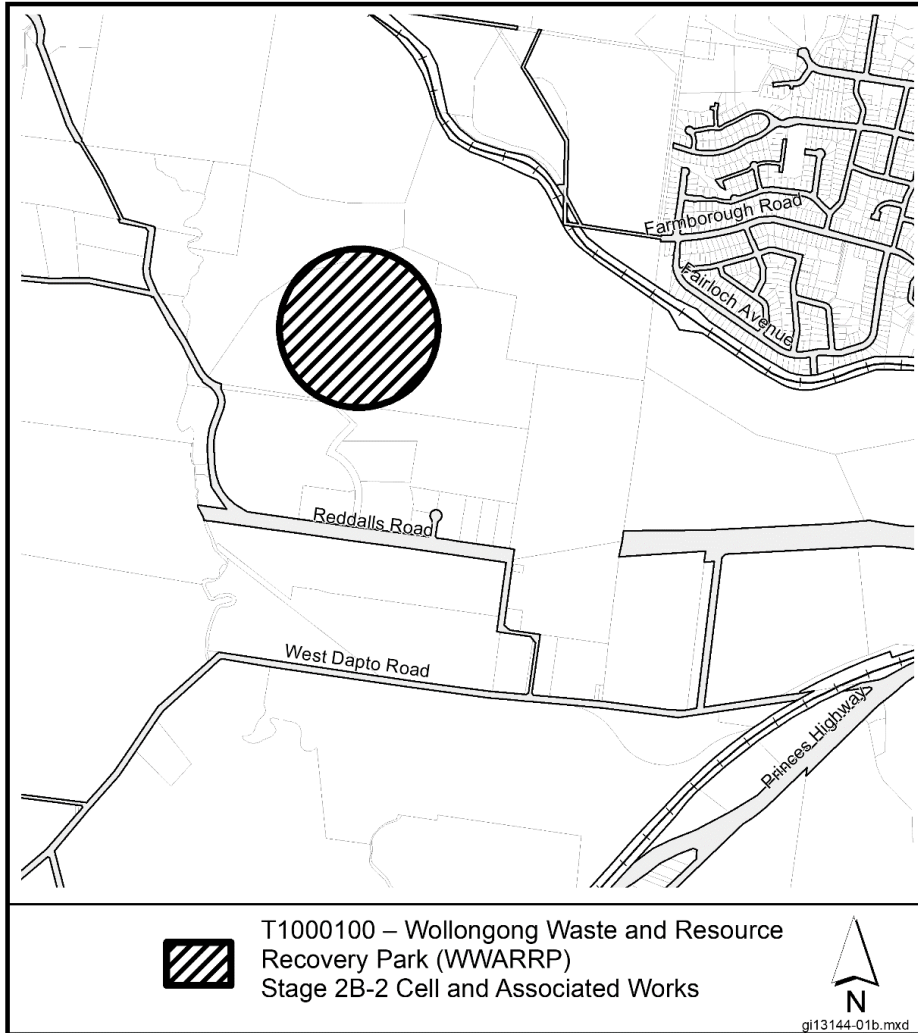 Farmborough Road
Fairloch Avenue
Reddalls Road
West Dapto Road
Princes Highway
T1000100 – Wollongong Waste and Resource
Recovery Park (WWARRP)
Stage 2B-2 Cell and Associated Works
N
gi13144-01b.mxd